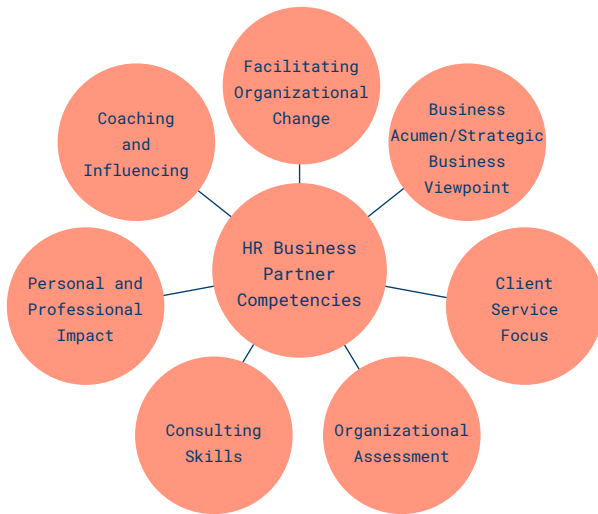 Facilitating
Organizational
Change
Business
Acumen/Strategic
Business
Viewpoint
Client
Service
Focus
Organizational
Assessment
Consulting
Skills
Personal and
Professional
Impact
Coaching
and
Influencing
HR Business
Partner
Competencies